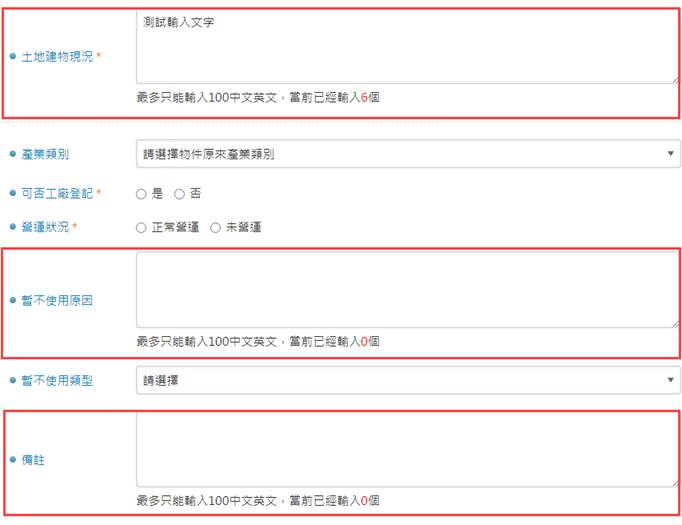 測試輸入文字
土地建物現況 *
最多只能輸入100中文英文，當前已經輸入6個
產業類別 請選擇物件原來產業類別
可否工廠登記 * 是 否
營運狀況 * 正常營運 未營運
暫不使用原因
最多只能輸入100中文英文，當前已經輸入0個
暫不使用類型 請選擇
備註
最多只能輸入100中文英文，當前已經輸入0個